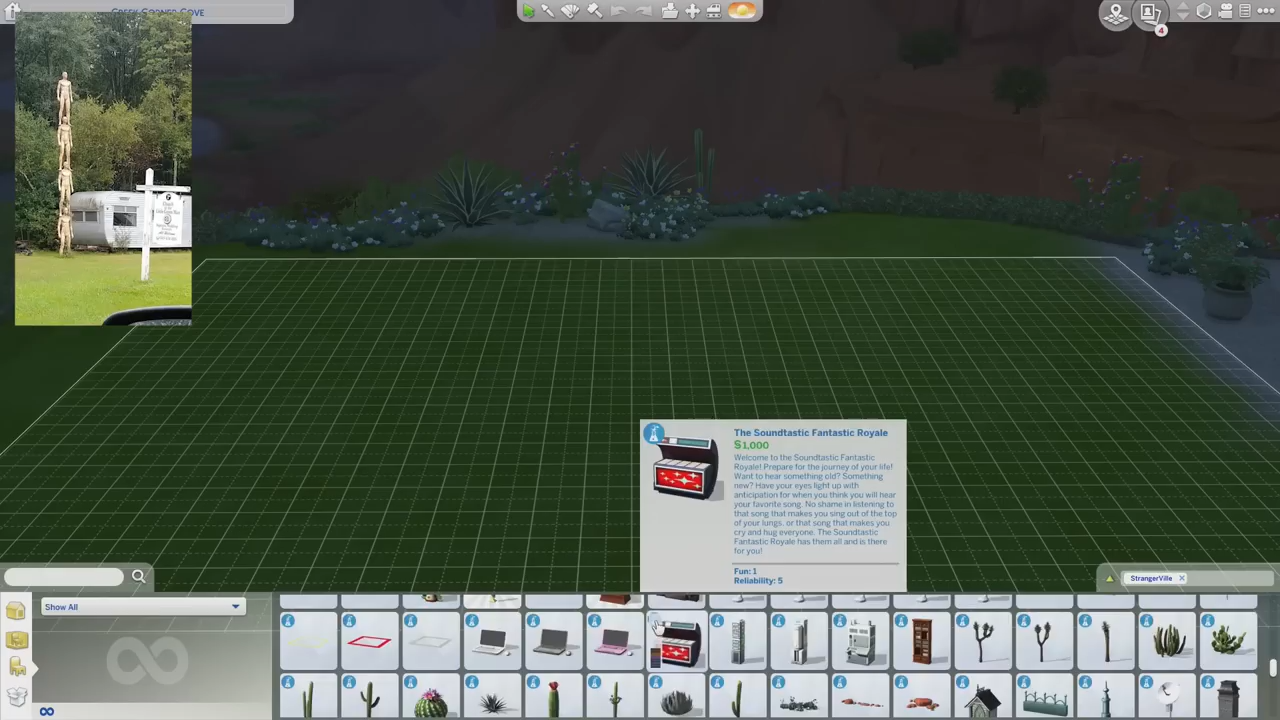 Creek Corner Cove
4
The Soundtastic Fantastic Royale
§1,000
Welcome to the Soundtastic Fantastic
Royale! Prepare for the journey of your life!
Want to hear something old? Something
new? Have your eyes light up with
anticipation for when you think you will hear
your favorite song. No shame in listening to
that song that makes you sing out of the top
of your lungs, or that song that makes you
cry and hug everyone. The Soundtastic
Fantastic Royale has them all and is there
for you!
Fun: 1
Reliability: 5
StrangerVille
Show All